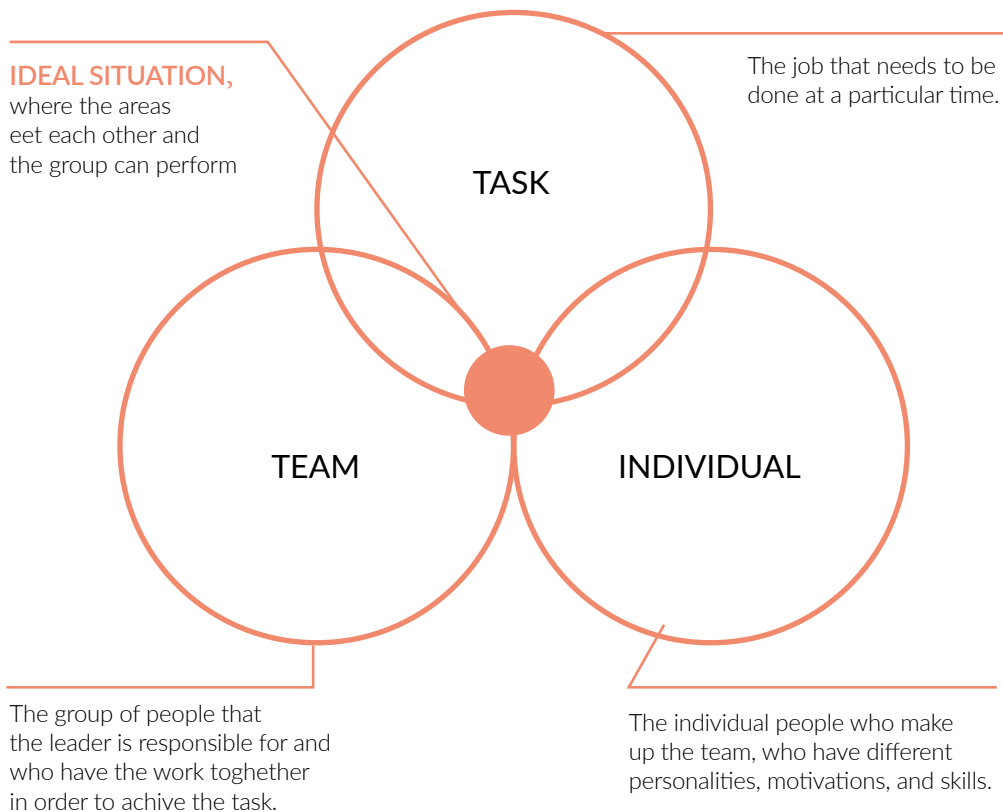 IDEAL SITUATION,
where the areas
eet each other and
the group can perform
The job that needs to be
done at a particular time.
TASK
TEAM
INDIVIDUAL
The group of people that
the leader is responsible for and
who have the work toghether
in order to achive the task.
The individual people who make
up the team, who have different
personalities, motivations, and skills.